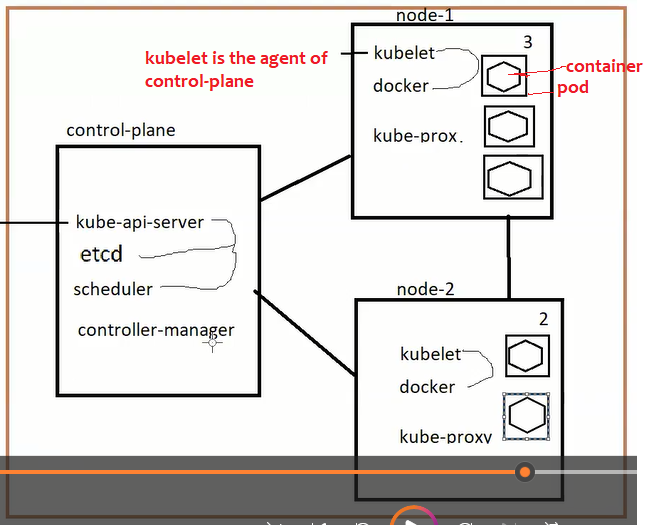 node-1
kubelet is the agent of
control-plane
kubelet
3
docker
container
pod
kube-prox.
control-plane
kube-api-server
etcd
scheduler
controller-manager
node-2
2
kubelet
docker
kube-proxy